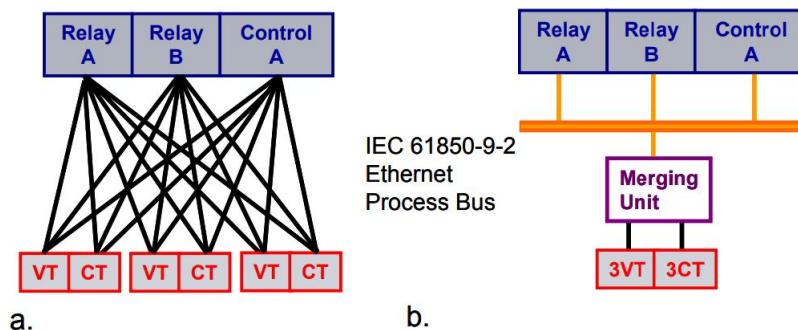 Relay A
Relay B
Control A
VT CT VT CT VT CT
a.
Relay A
Relay B
Control A
IEC 61850-9-2
Ethernet
Process Bus
Merging
Unit
3VT 3CT
b.